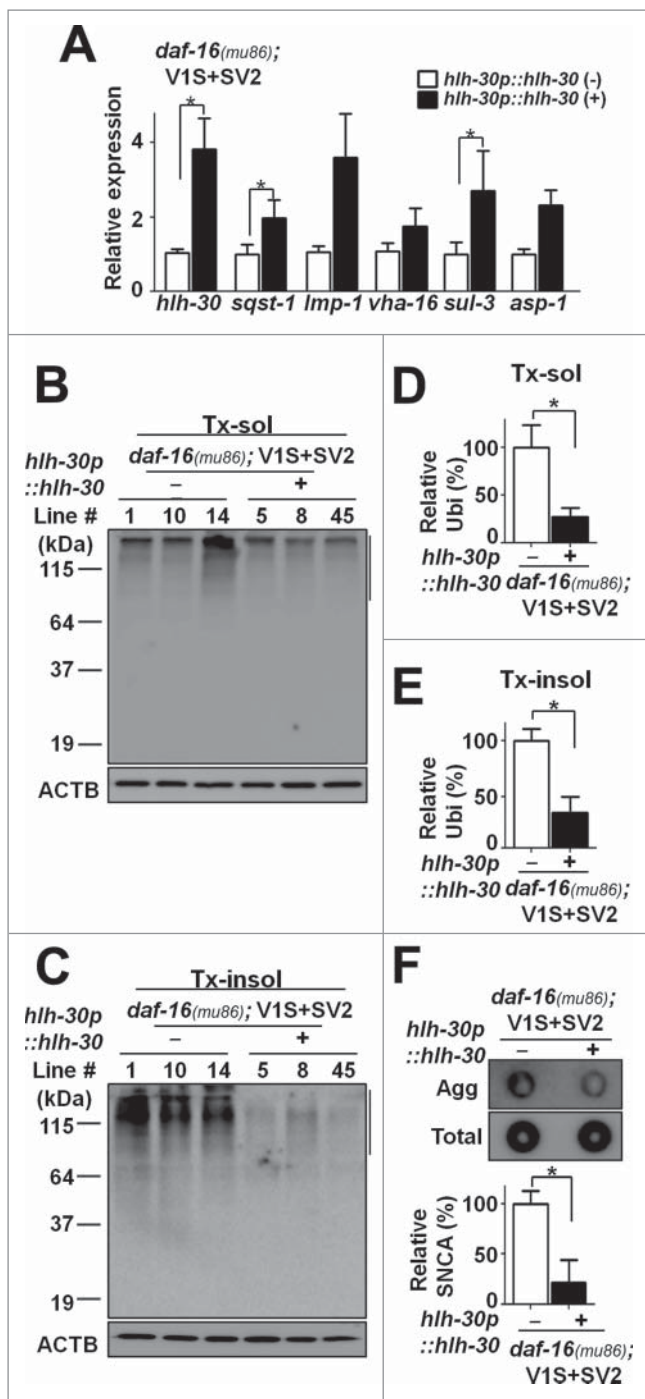 A
daf-16(mu86);
V1S+SV2
hlh-30p::hlh-30 (-)
hlh-30p::hlh-30 (+)
Relative expression
4
2
0
* * *
hlh-30 sqst-1 lmp-1 vha-16 sul-3 asp-1
B
Tx-sol
hlh-30p daf-16(mu86); V1S+SV2
::hlh-30 – +
Line # 1 10 14 5 8 45
(kDa)
115
64
37
19
ACTB
C
Tx-insol
hlh-30p daf-16(mu86); V1S+SV2
::hlh-30 – +
Line # 1 10 14 5 8 45
(kDa)
115
64
37
19
ACTB
D
Tx-sol
*
Relative
Ubi (%)
100
50
0
hlh-30p – +
::hlh-30 daf-16(mu86);
V1S+SV2
E
Tx-insol
*
Relative
Ubi (%)
100
50
0
hlh-30p – +
::hlh-30 daf-16(mu86);
V1S+SV2
F
daf-16(mu86);
V1S+SV2
hlh-30p
::hlh-30 – +
Agg
Total
*
Relative
SNCA (%)
100
50
0
hlh-30p – +
::hlh-30
daf-16(mu86);
V1S+SV2